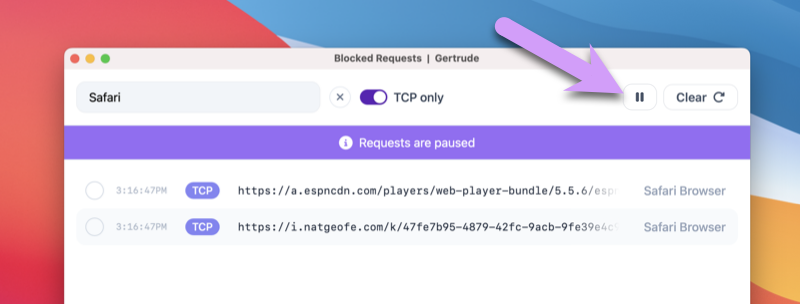 Blocked Requests | Gertrude
Safari TCP only Clear
Requests are paused
3:16:47PM TCP https://a.espncdn.com/players/web-player-bundle/5.5.6/espn Safari Browser
3:16:47PM TCP https://i.natgeofe.com/k/47fe7b95-4879-42fc-9acb-9fe39e4c Safari Browser